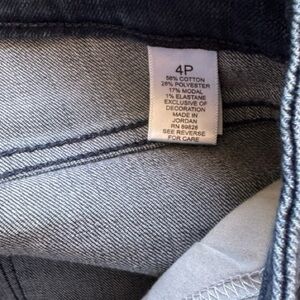 4P
56% COTTON
26% POLYESTER
17% MODAL
1% ELASTANE
EXCLUSIVE OF
DECORATION
MADE IN
JORDAN
RN 89828
SEE REVERSE
FOR CARE